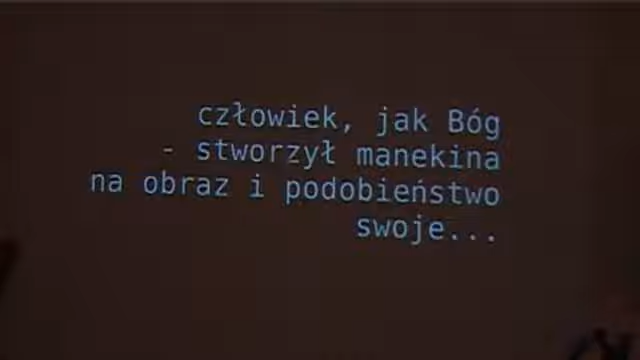 człowiek, jak Bóg
- stworzył manekina
na obraz i podobieństwo
swoje...